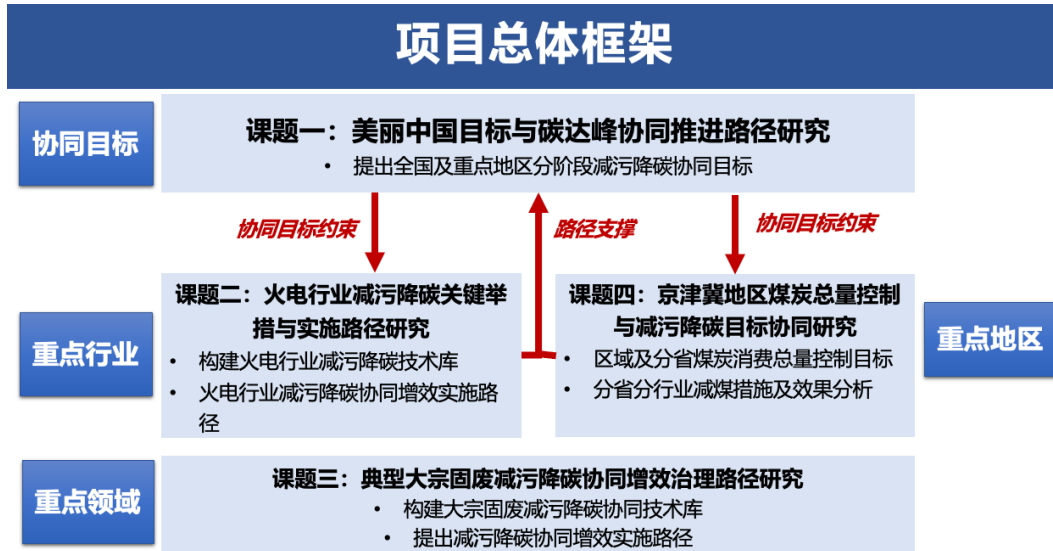 项目总体框架
协同目标
课题一：美丽中国目标与碳达峰协同推进路径研究
• 提出全国及重点地区分阶段减污降碳协同目标
协同目标约束
路径支撑
协同目标约束
重点行业
课题二：火电行业减污降碳关键举
措与实施路径研究
• 构建火电行业减污降碳技术库
• 火电行业减污降碳协同增效实施路
径
课题四：京津冀地区煤炭总量控制
与减污降碳目标协同研究
• 区域及分省煤炭消费总量控制目标
• 分省分行业减煤措施及效果分析
重点地区
重点领域
课题三：典型大宗固废减污降碳协同增效治理路径研究
• 构建大宗固废减污降碳协同技术库
• 提出减污降碳协同增效实施路径